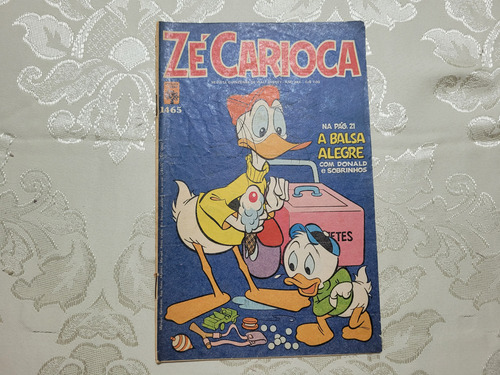 ZÉ CARIOCA
1465
NA PÁG. 21
A BALSA
ALEGRE
COM DONALD
e SOBRINHOS
ETES